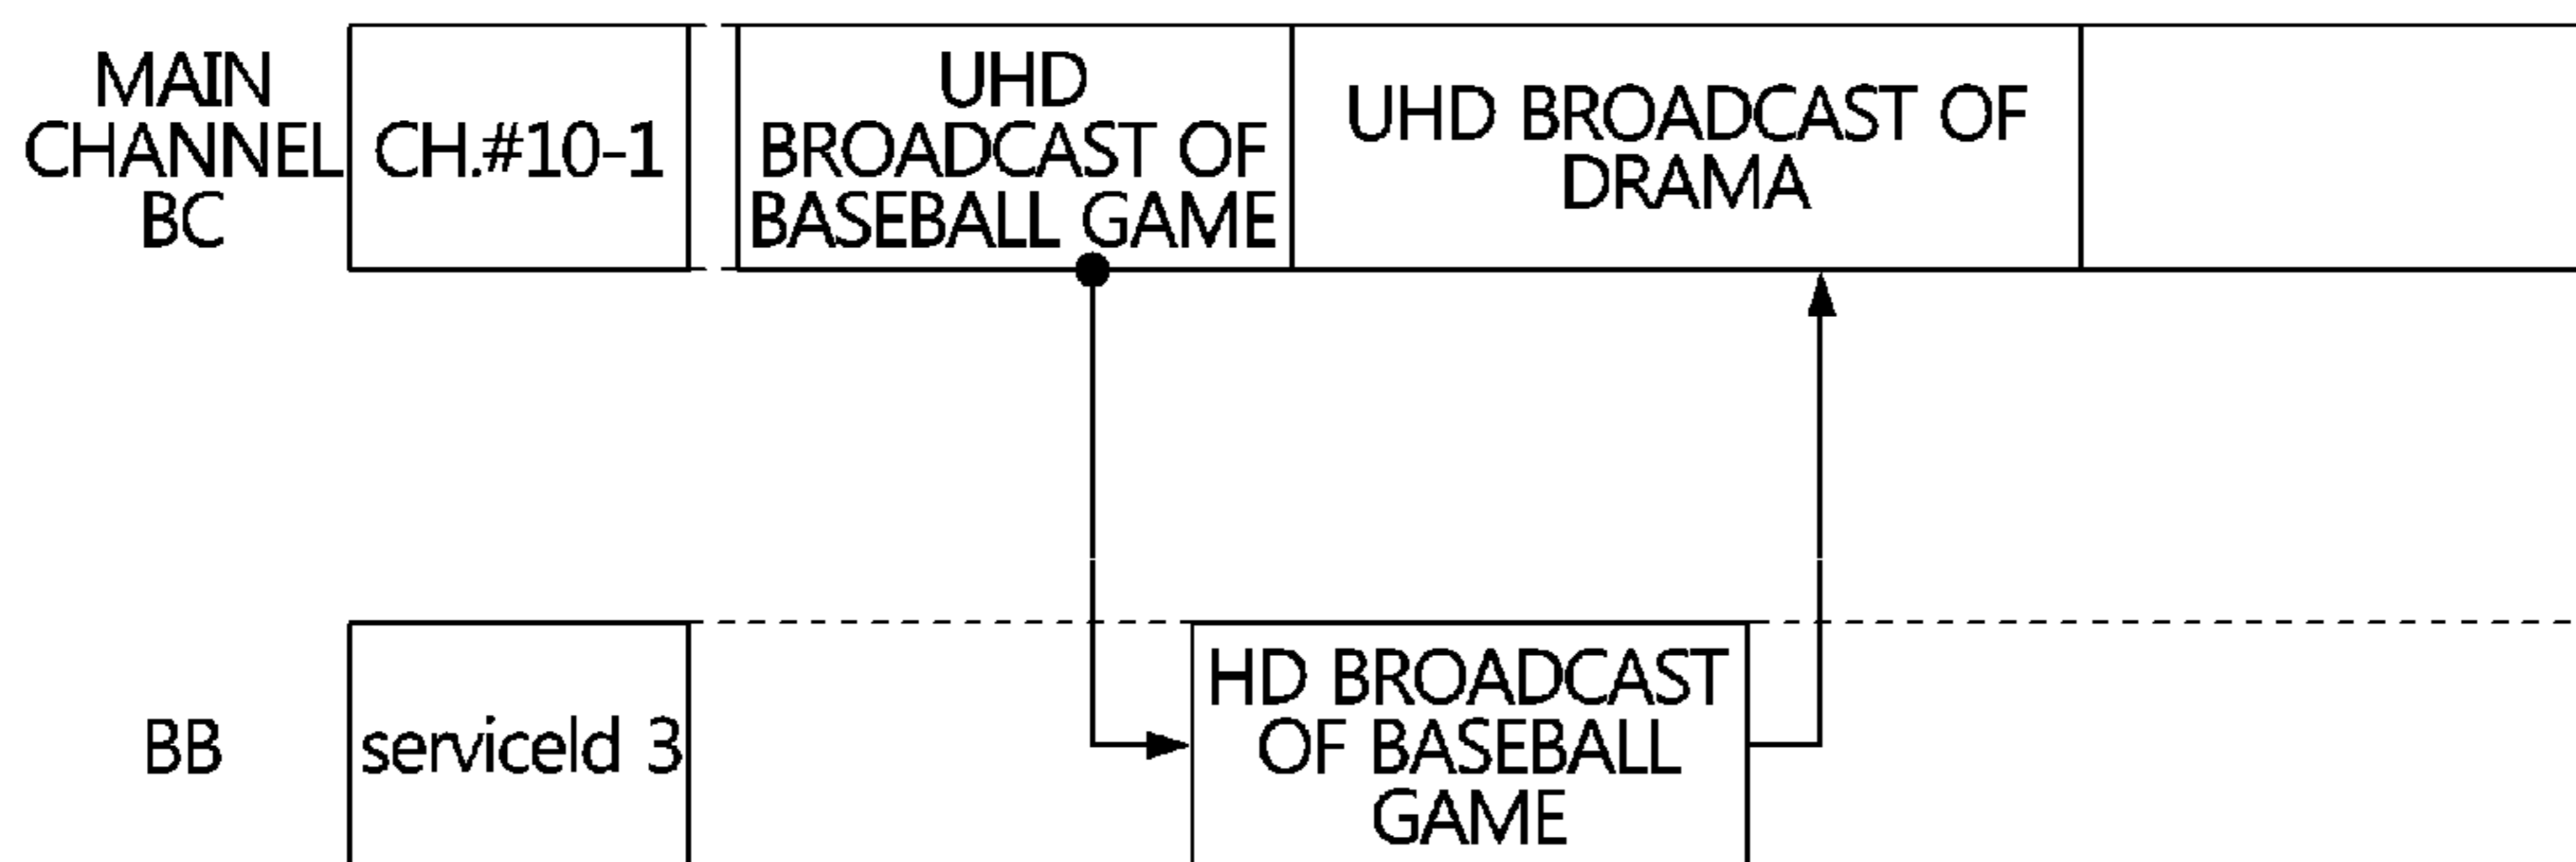 MAIN
CHANNEL
BC
CH.#10-1
UHD
BROADCAST OF
BASEBALL GAME
UHD BROADCAST OF
DRAMA
BB
serviceId 3
HD BROADCAST
OF BASEBALL
GAME